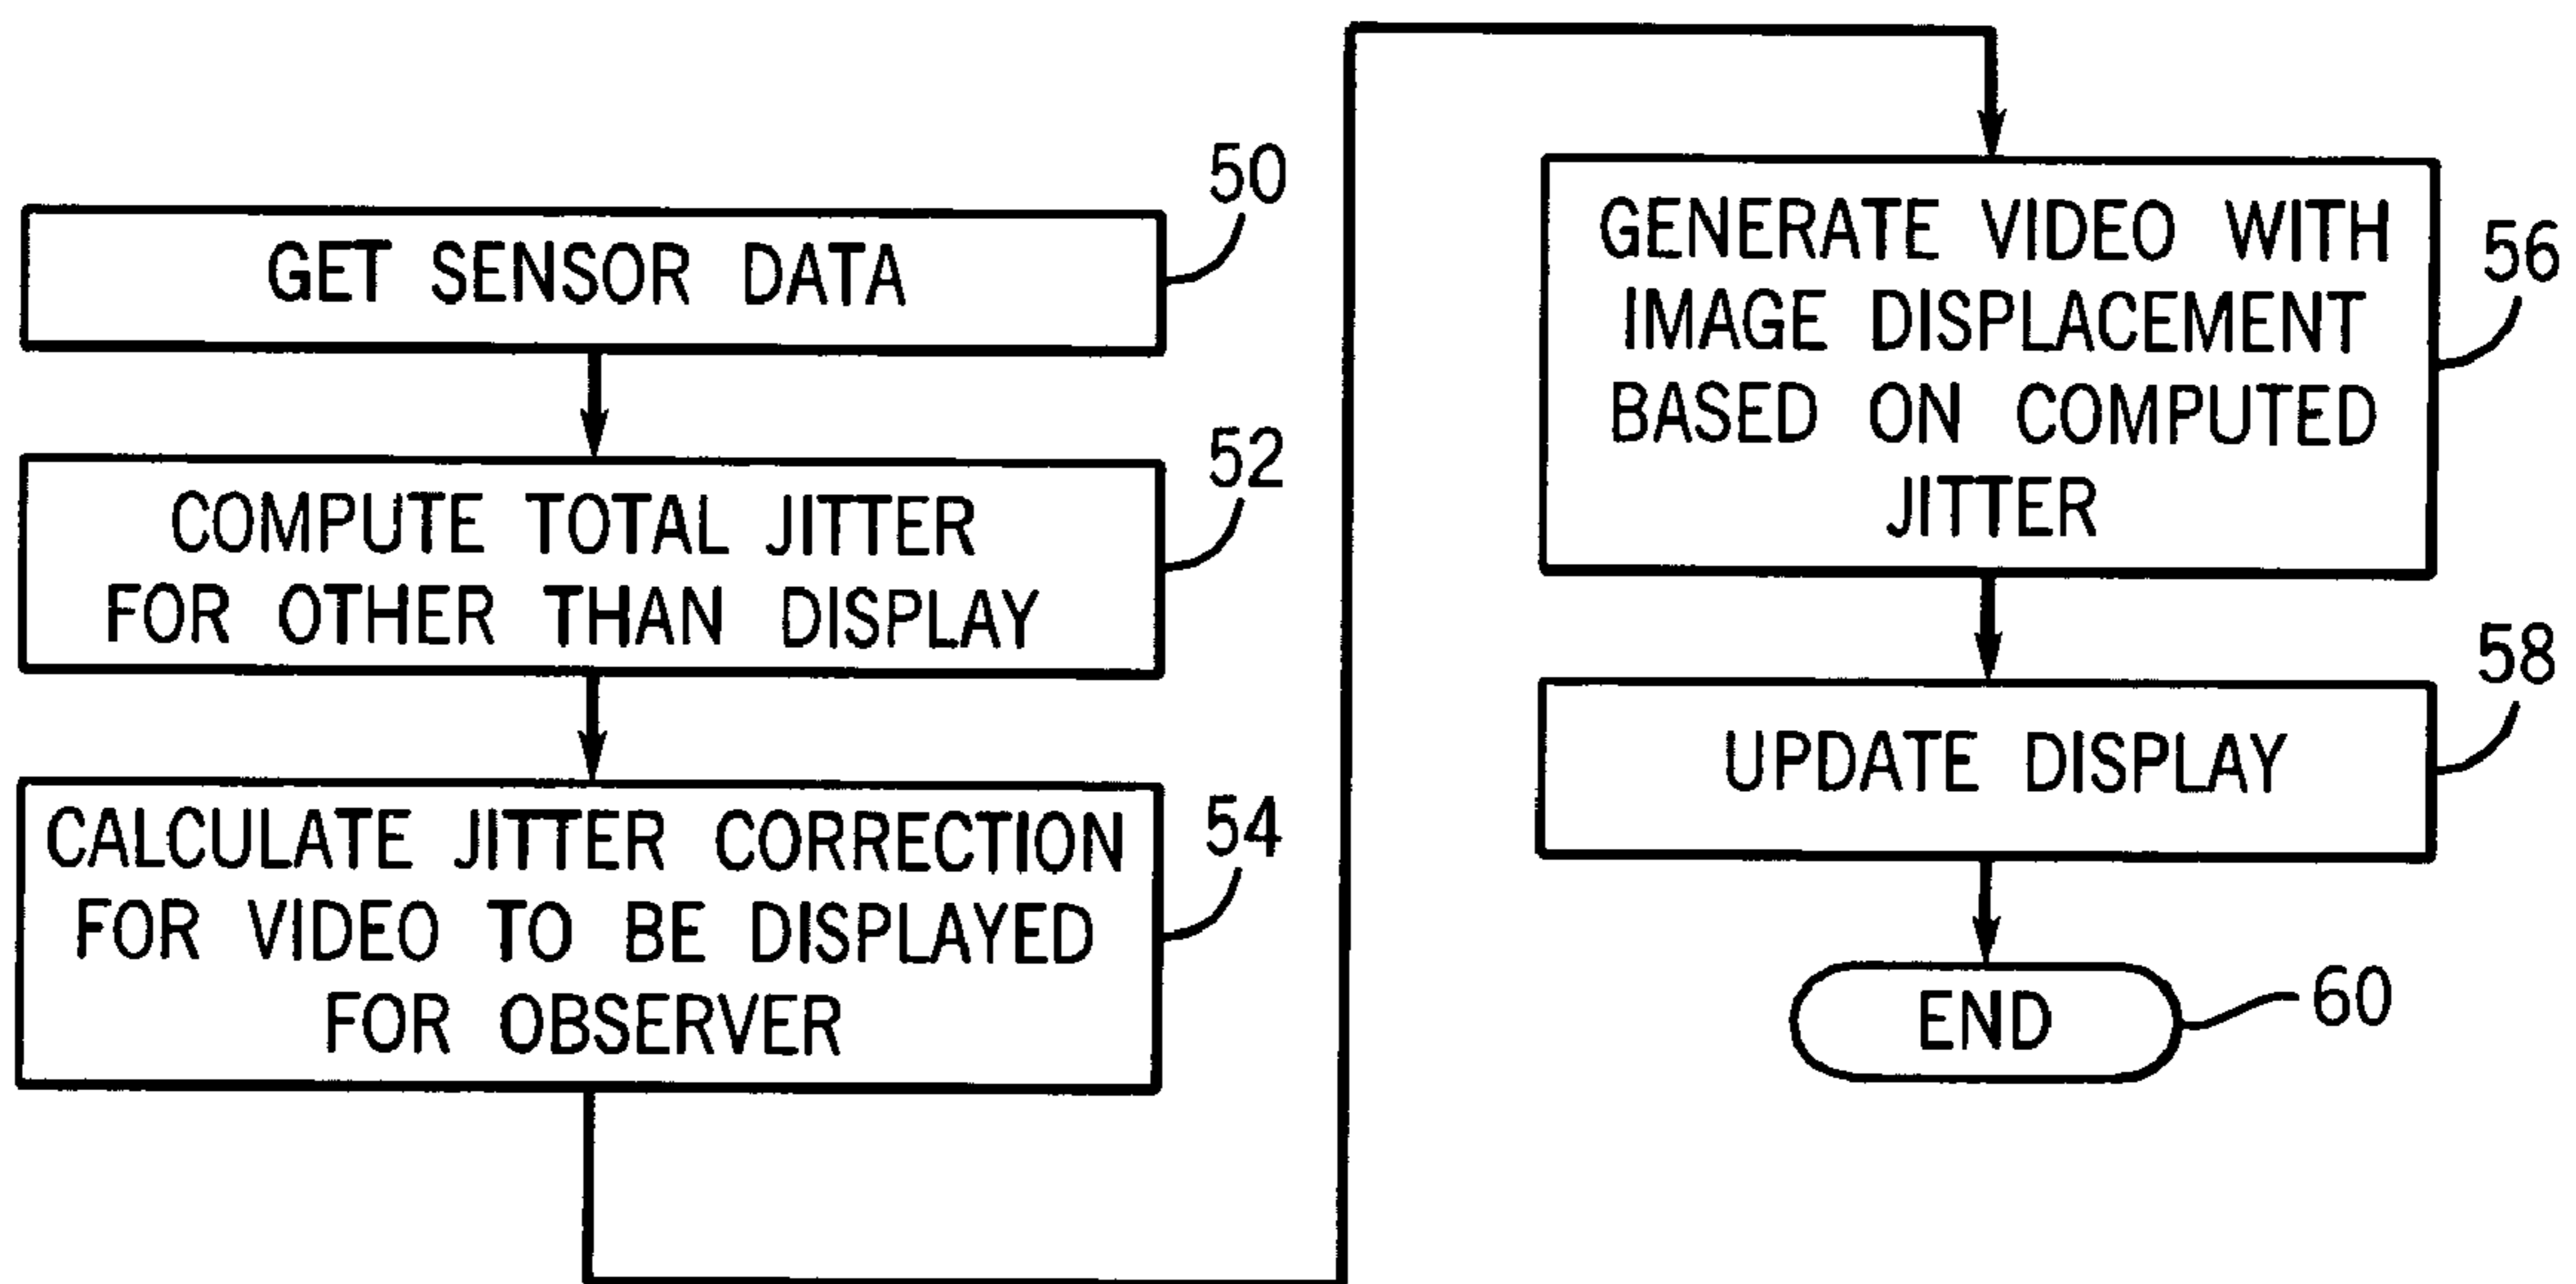 50
GET SENSOR DATA
52
COMPUTE TOTAL JITTER
FOR OTHER THAN DISPLAY
54
CALCULATE JITTER CORRECTION
FOR VIDEO TO BE DISPLAYED
FOR OBSERVER
56
GENERATE VIDEO WITH
IMAGE DISPLACEMENT
BASED ON COMPUTED
JITTER
58
UPDATE DISPLAY
END
60